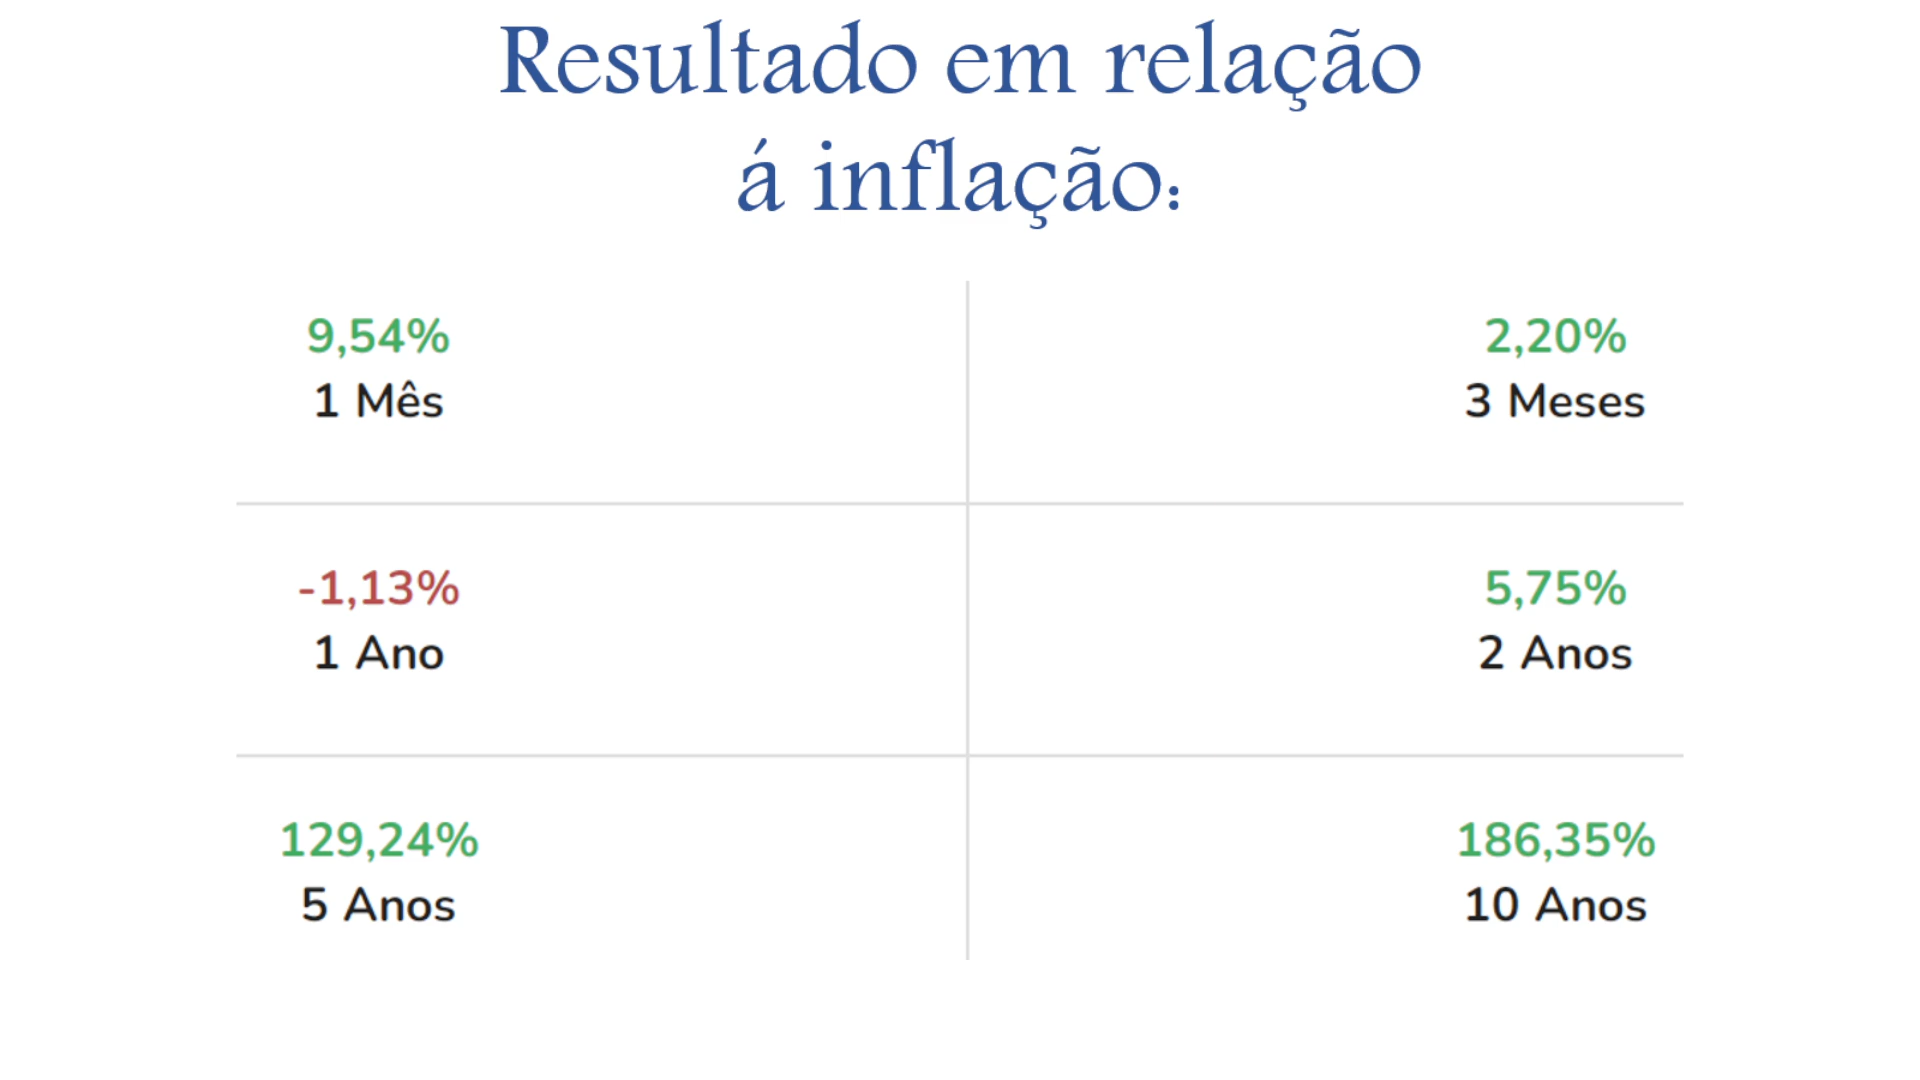 Resultado em relação
á inflação:
9,54%
1 Mês
2,20%
3 Meses
-1,13%
1 Ano
5,75%
2 Anos
129,24%
5 Anos
186,35%
10 Anos